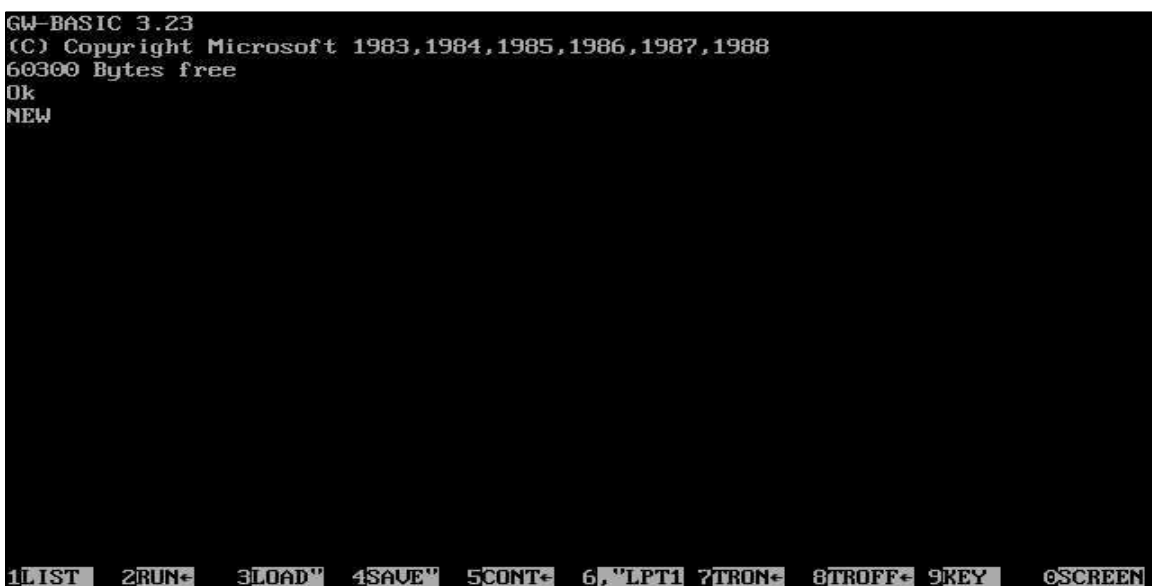 GW-BASIC 3.23
(C) Copyright Microsoft 1983,1984,1985,1986,1987,1988
60300 Bytes free
Ok
NEW
1LIST 2RUN← 3LOAD" 4SAVE" 5CONT← 6,"LPT1 7TRON← 8TROFF← 9KEY 0SCREEN